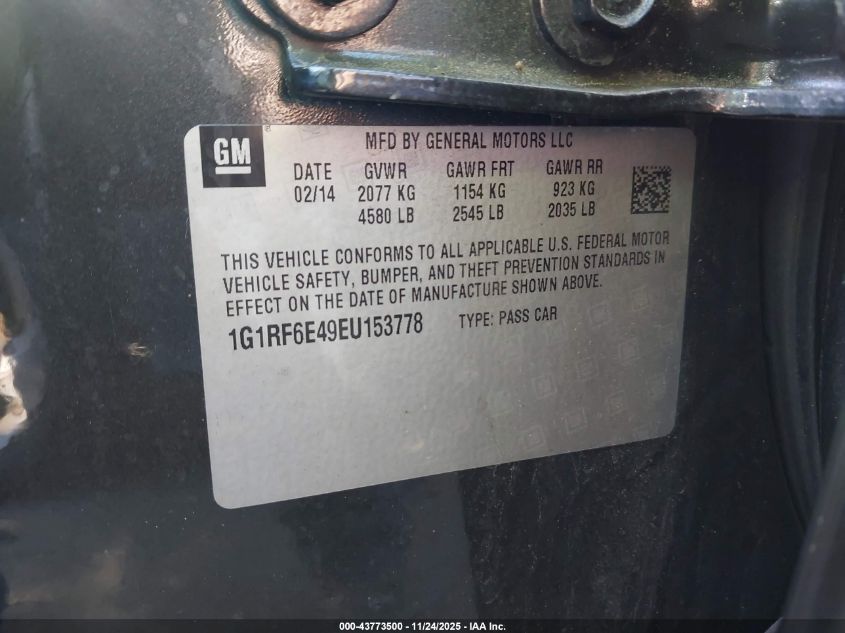 GM
MFD BY GENERAL MOTORS LLC
DATE GVWR GAWR FRT GAWR RR
02/14 2077 KG 1154 KG 923 KG
4580 LB 2545 LB 2035 LB
THIS VEHICLE CONFORMS TO ALL APPLICABLE U.S. FEDERAL MOTOR
VEHICLE SAFETY, BUMPER, AND THEFT PREVENTION STANDARDS IN
EFFECT ON THE DATE OF MANUFACTURE SHOWN ABOVE.
1G1RF6E49EU153778 TYPE: PASS CAR
000-43773500 - 11/24/2025 - IAA Inc.